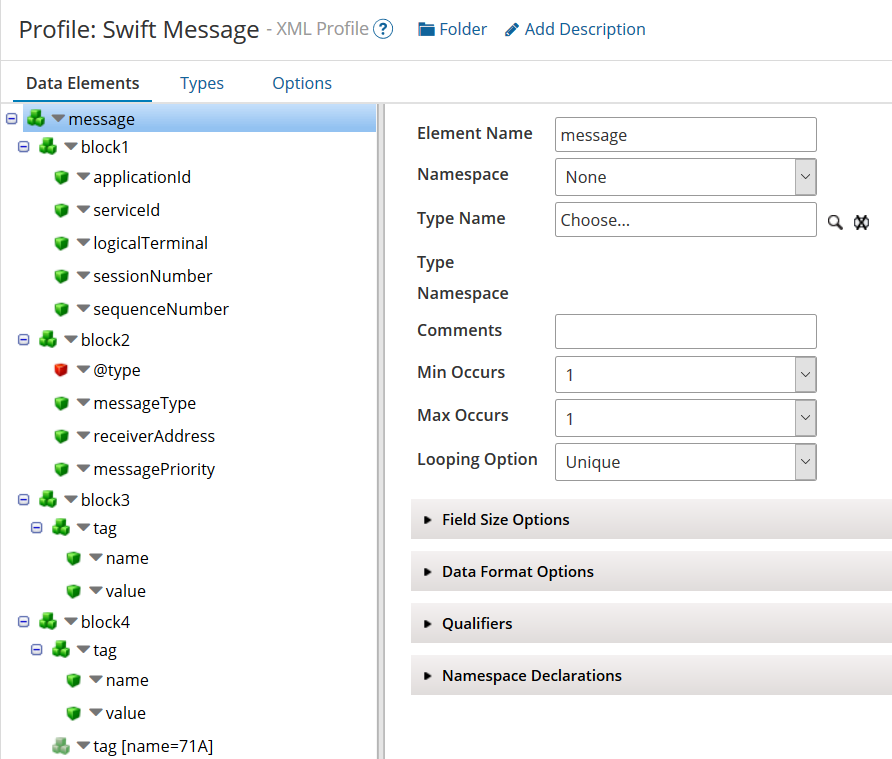 Profile: Swift Message - XML Profile ? Folder Add Description
Data Elements Types Options
message
block1
applicationId
serviceId
logicalTerminal
sessionNumber
sequenceNumber
block2
@type
messageType
receiverAddress
messagePriority
block3
tag
name
value
block4
tag
name
value
tag [name=71A]
Element Name message
Namespace None
Type Name Choose...
Type
Namespace
Comments
Min Occurs 1
Max Occurs 1
Looping Option Unique
Field Size Options
Data Format Options
Qualifiers
Namespace Declarations